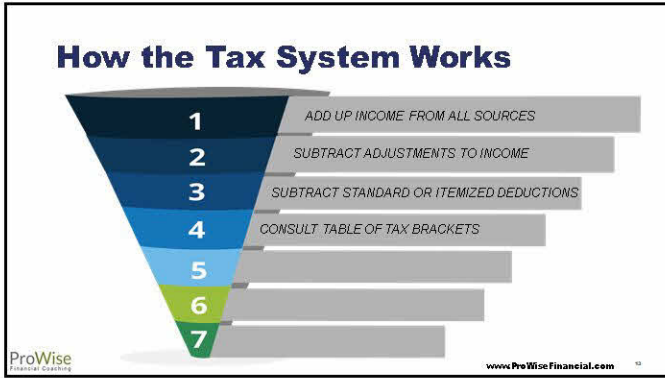 How the Tax System Works
1 ADD UP INCOME FROM ALL SOURCES
2 SUBTRACT ADJUSTMENTS TO INCOME
3 SUBTRACT STANDARD OR ITEMIZED DEDUCTIONS
4 CONSULT TABLE OF TAX BRACKETS
5
6
7
ProWise
Financial Coaching
www.ProWiseFinancial.com